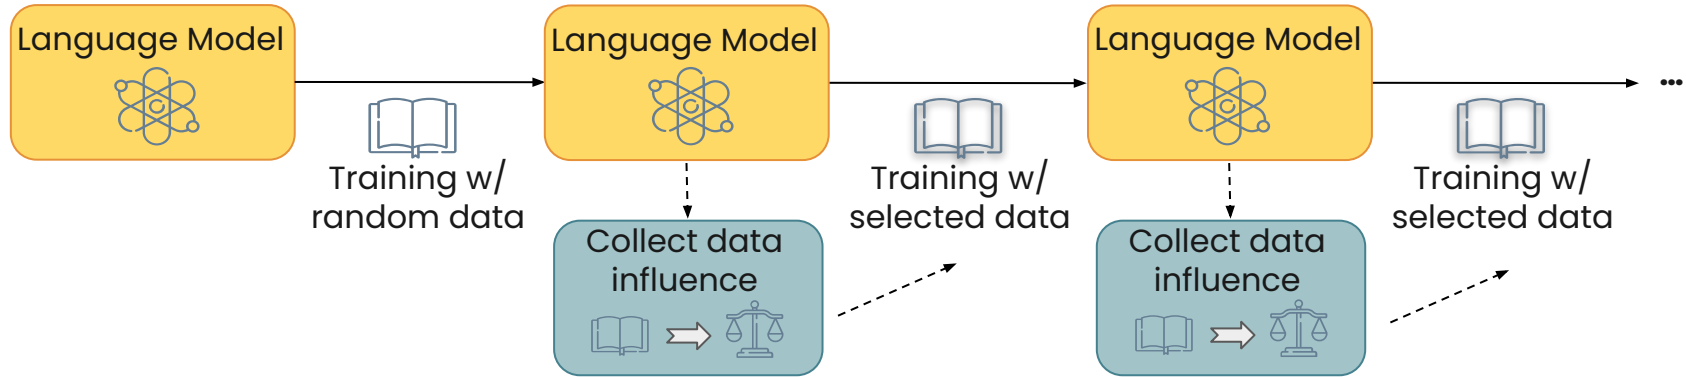 Language Model
Language Model
Language Model
...
Training w/
random data
Training w/
selected data
Training w/
selected data
Collect data
influence
Collect data
influence